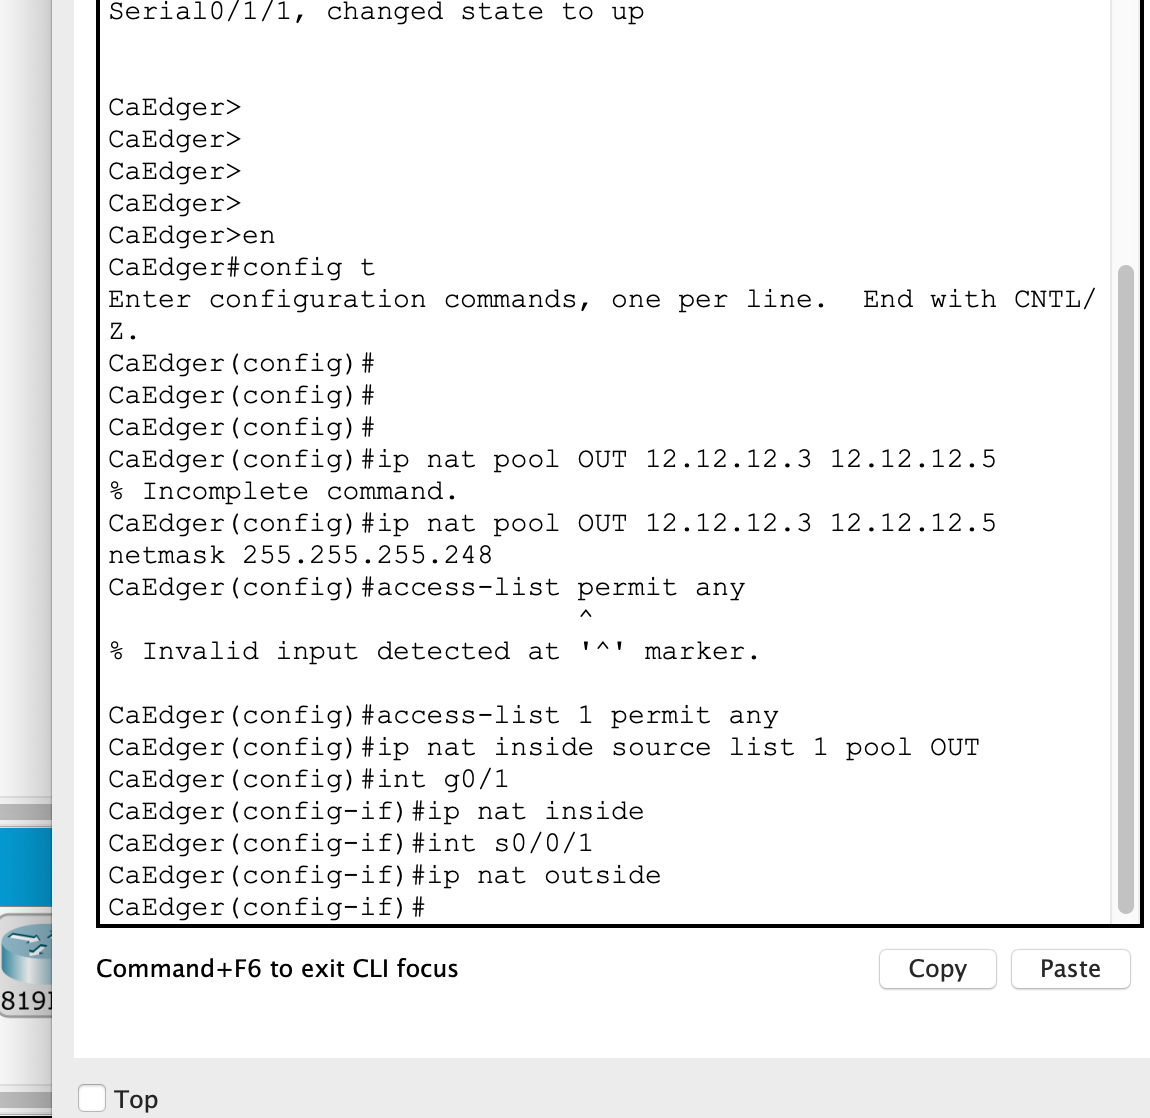 Serial0/1/1, changed state to up
CaEdger>
CaEdger>
CaEdger>
CaEdger>
CaEdger>en
CaEdger#config t
Enter configuration commands, one per line.  End with CNTL/
Z.
CaEdger(config)#
CaEdger(config)#
CaEdger(config)#
CaEdger(config)#ip nat pool OUT 12.12.12.3 12.12.12.5
% Incomplete command.
CaEdger(config)#ip nat pool OUT 12.12.12.3 12.12.12.5
netmask 255.255.255.248
CaEdger(config)#access-list permit any
^
% Invalid input detected at '^' marker.
CaEdger(config)#access-list 1 permit any
CaEdger(config)#ip nat inside source list 1 pool OUT
CaEdger(config)#int g0/1
CaEdger(config-if)#ip nat inside
CaEdger(config-if)#int s0/0/1
CaEdger(config-if)#ip nat outside
CaEdger(config-if)#
Command+F6 to exit CLI focus
Copy
Paste
Top